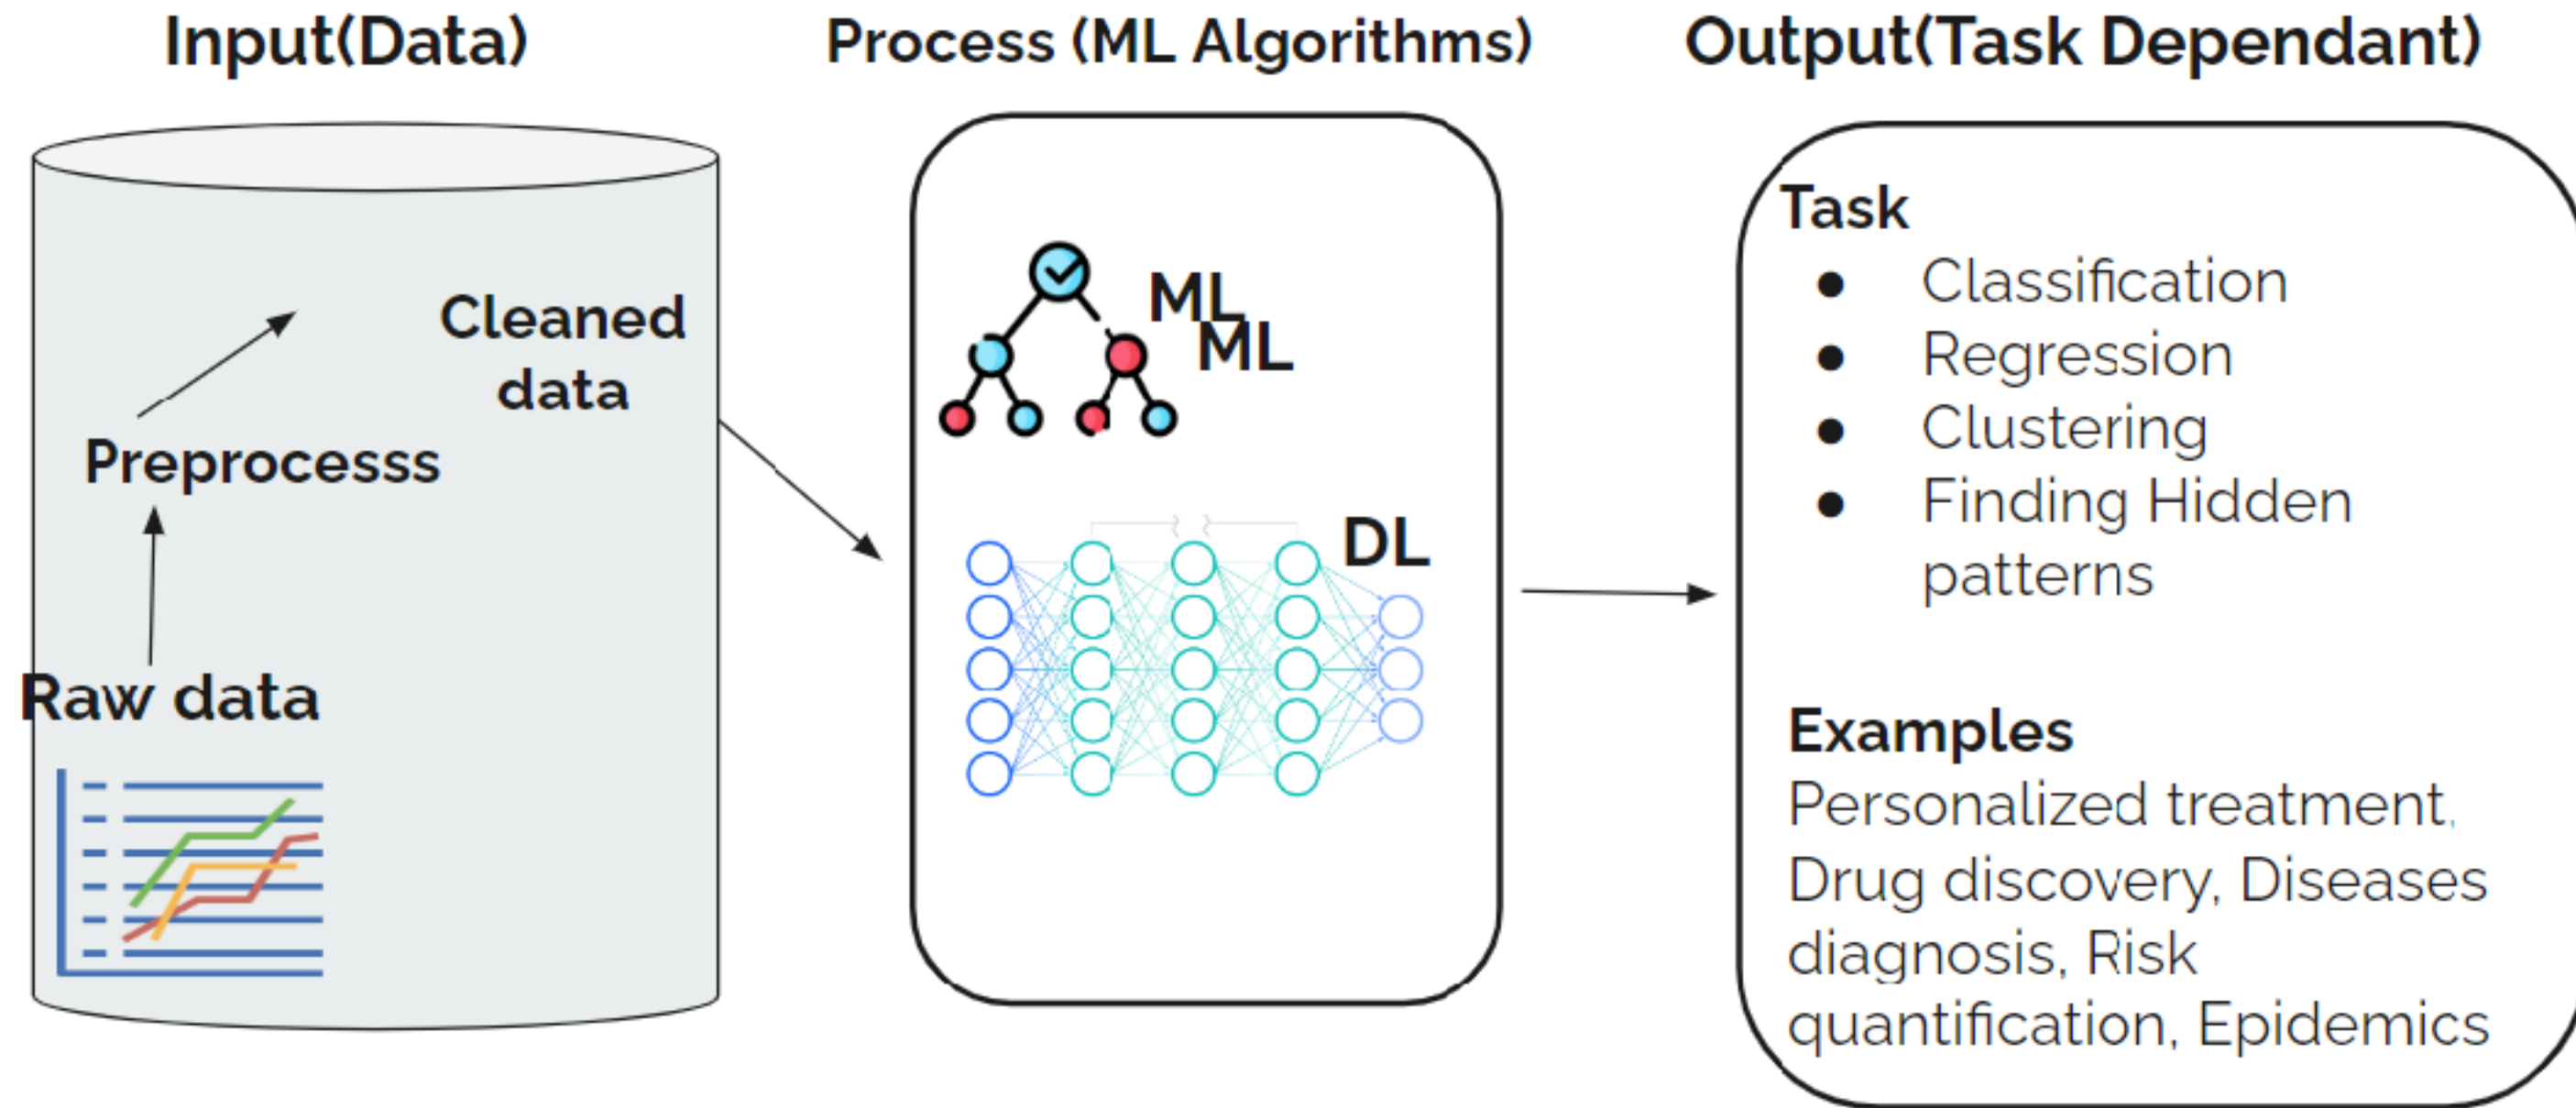 Input(Data)
Process (ML Algorithms)
Output(Task Dependant)
Cleaned
data
Preprocesss
Raw data
ML
ML
DL
Task
● Classification
● Regression
● Clustering
● Finding Hidden
patterns
Examples
Personalized treatment,
Drug discovery, Diseases
diagnosis, Risk
quantification, Epidemics